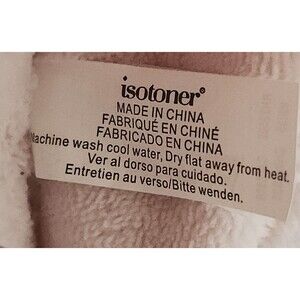 isotoner®
MADE IN CHINA
FABRIQUÉ EN CHINÉ
FABRICADO EN CHINA
Machine wash cool water, Dry flat away from heat.
Ver al dorso para cuidado.
Entretien au verso/Bitte wenden.